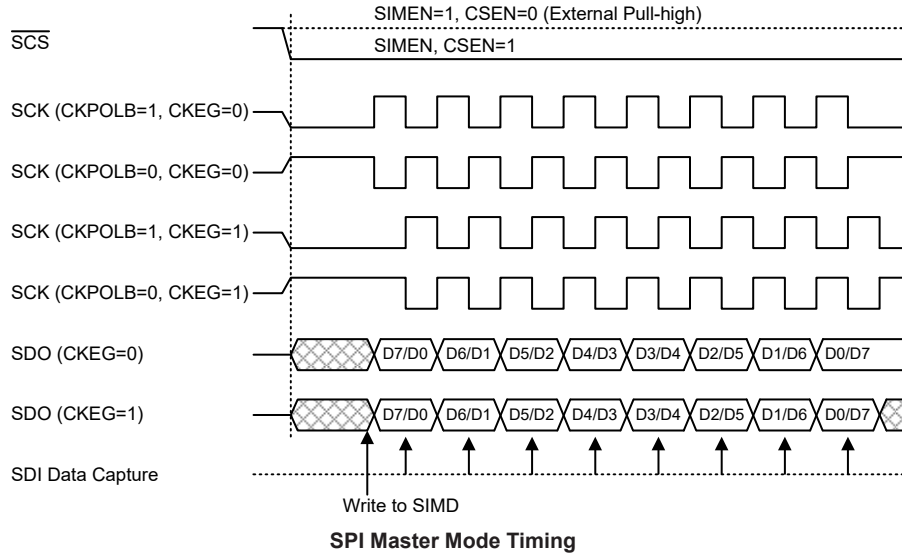 SIMEN=1, CSEN=0 (External Pull-high)
SCS
SIMEN, CSEN=1
SCK (CKPOLB=1, CKEG=0)
SCK (CKPOLB=0, CKEG=0)
SCK (CKPOLB=1, CKEG=1)
SCK (CKPOLB=0, CKEG=1)
SDO (CKEG=0) D7/D0 D6/D1 D5/D2 D4/D3 D3/D4 D2/D5 D1/D6 D0/D7
SDO (CKEG=1) D7/D0 D6/D1 D5/D2 D4/D3 D3/D4 D2/D5 D1/D6 D0/D7
SDI Data Capture
Write to SIMD
SPI Master Mode Timing